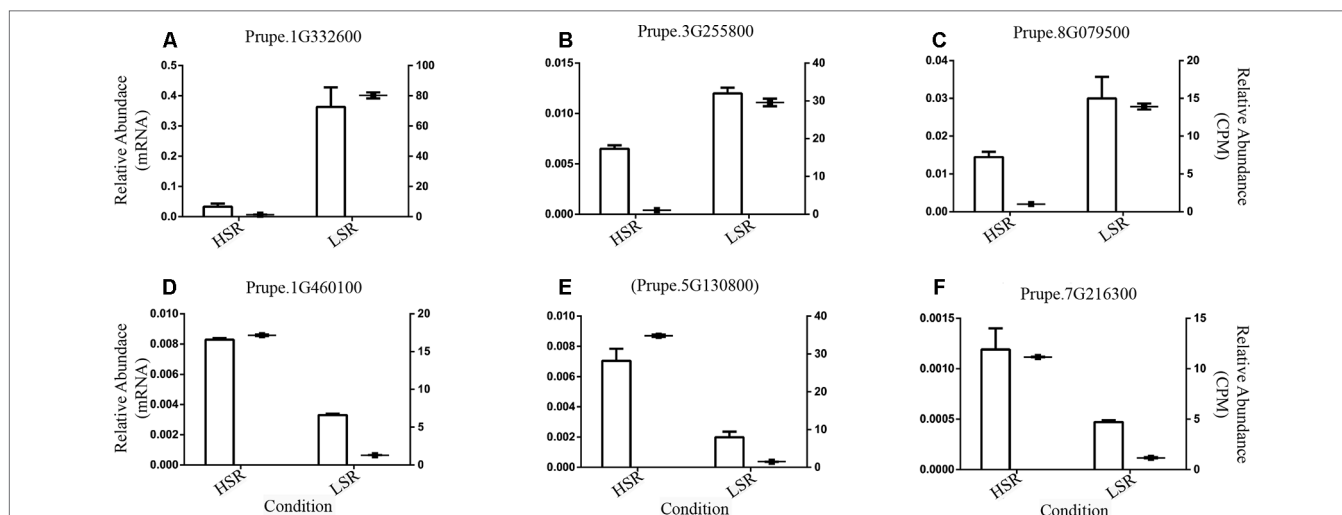 A
Prupe.1G332600
Relative Abundace
(mRNA)
0.5
0.4
0.3
0.2
0.1
0.0
100
80
60
40
20
0
HSR
LSR
B
Prupe.3G255800
0.015
0.010
0.005
0.000
40
30
20
10
0
HSR
LSR
C
Prupe.8G079500
0.04
0.03
0.02
0.01
0.00
20
15
10
5
0
Relative Abundance
(CPM)
HSR
LSR
D
Prupe.1G460100
Relative Abundace
(mRNA)
0.010
0.008
0.006
0.004
0.002
0.000
20
15
10
5
0
HSR
LSR
Condition
E
(Prupe.5G130800)
0.010
0.008
0.006
0.004
0.002
0.000
40
30
20
10
0
HSR
LSR
Condition
F
Prupe.7G216300
0.0015
0.0010
0.0005
0.0000
15
10
5
0
Relative Abundance
(CPM)
HSR
LSR
Condition